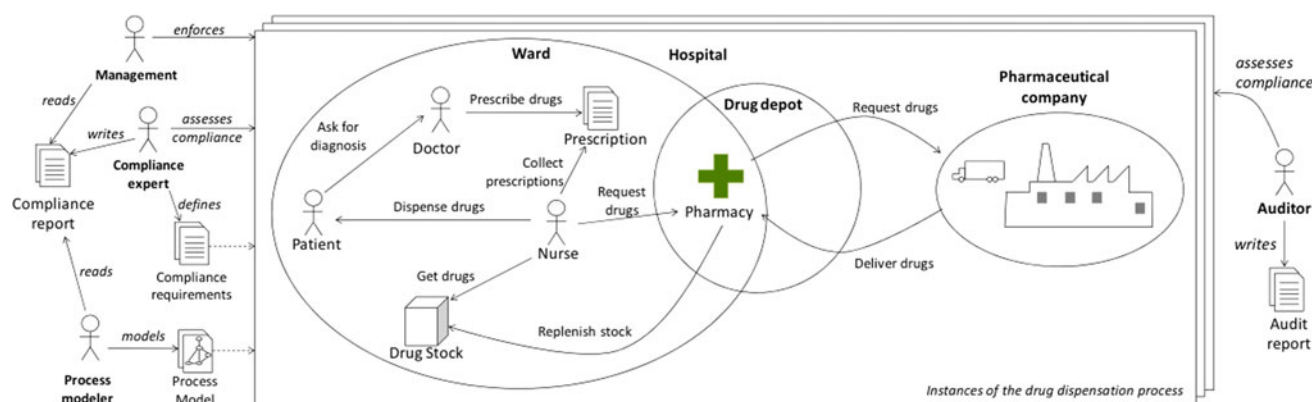 enforces
Management
reads
writes
assesses
compliance
Compliance
expert
Compliance
report
defines
Compliance
requirements
reads
models
Process
modeler
Process
Model
Ward
Hospital
Prescribe drugs
Ask for
diagnosis
Doctor
Prescription
Collect
prescriptions
Dispense drugs
Patient
Nurse
Request
drugs
Get drugs
Drug Stock
Replenish stock
Drug depot
Pharmacy
Request drugs
Deliver drugs
Pharmaceutical
company
Instances of the drug dispensation process
assesses
compliance
Auditor
writes
Audit
report